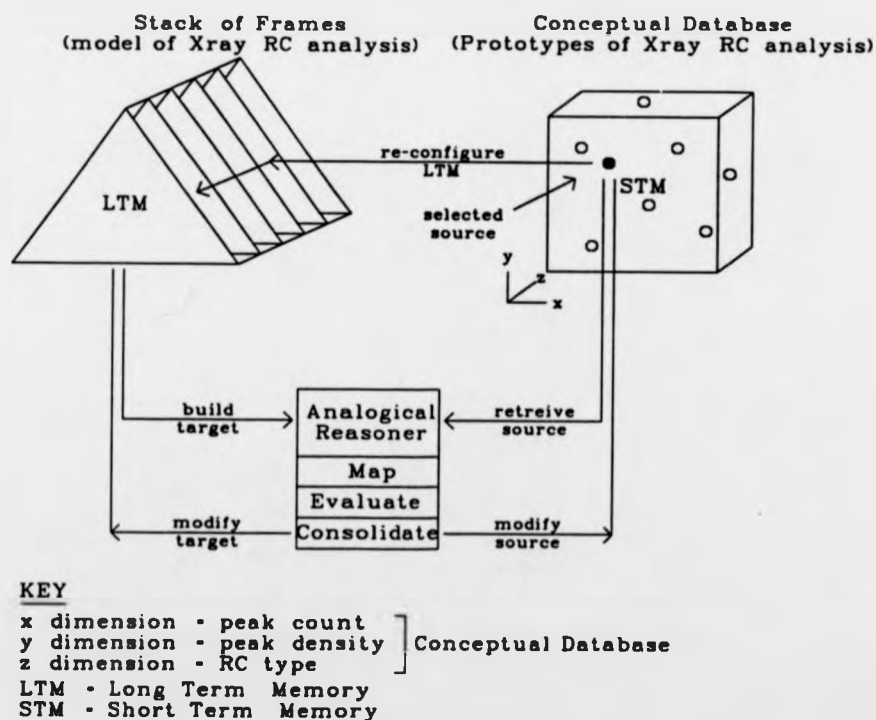 Stack of Frames
(model of Xray RC analysis)
Conceptual Database
(Prototypes of Xray RC analysis)
re-configure
LTM
LTM
STM
selected
source
y
z
x
build
target
Analogical
Reasoner
retreive
source
Map
Evaluate
modify
target
Consolidate
modify
source
KEY
x dimension - peak count
y dimension - peak density
z dimension - RC type
Conceptual Database
LTM - Long Term Memory
STM - Short Term Memory